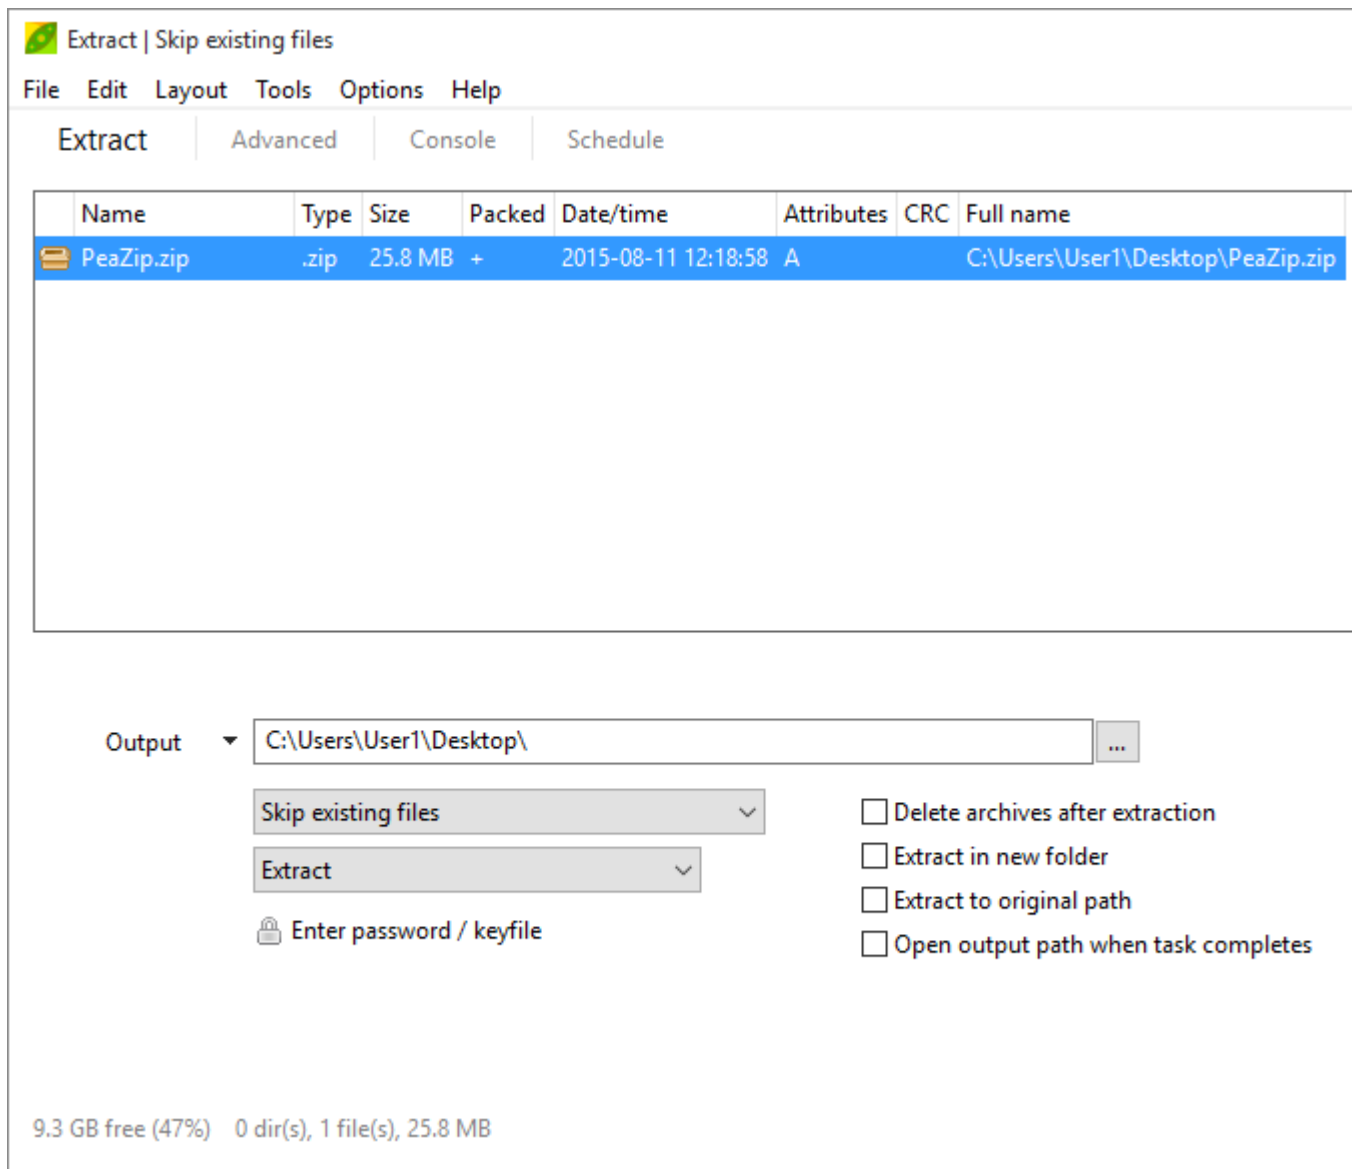 Extract | Skip existing files
File Edit Layout Tools Options Help
Extract Advanced Console Schedule
Name Type Size Packed Date/time Attributes CRC Full name
PeaZip.zip .zip 25.8 MB + 2015-08-11 12:18:58 A C:\Users\User1\Desktop\PeaZip.zip
Output C:\Users\User1\Desktop\ ...
Skip existing files Delete archives after extraction
Extract in new folder
Extract
Extract to original path
Enter password / keyfile
Open output path when task completes
9.3 GB free (47%) 0 dir(s), 1 file(s), 25.8 MB